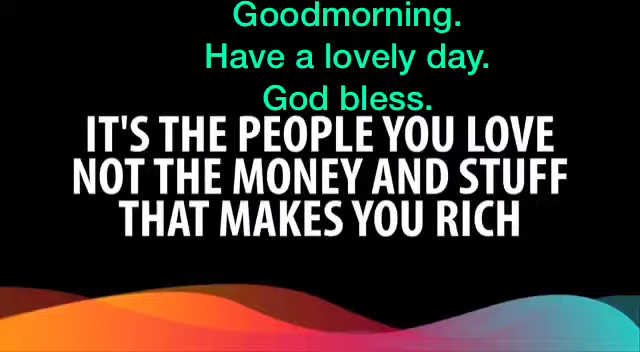 Goodmorning.
Have a lovely day.
God bless.
IT'S THE PEOPLE YOU LOVE
NOT THE MONEY AND STUFF
THAT MAKES YOU RICH